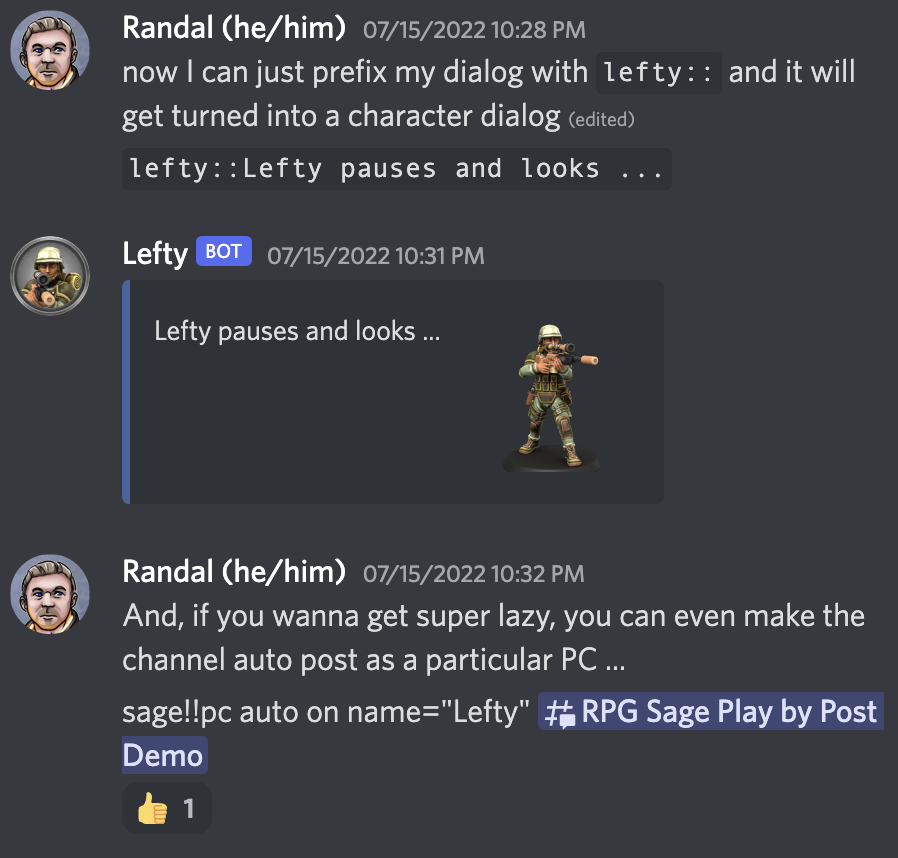 Randal (he/him) 07/15/2022 10:28 PM
now I can just prefix my dialog with lefty:: and it will
get turned into a character dialog (edited)
lefty::Lefty pauses and looks ...
Lefty BOT 07/15/2022 10:31 PM
Lefty pauses and looks ...
Randal (he/him) 07/15/2022 10:32 PM
And, if you wanna get super lazy, you can even make the
channel auto post as a particular PC ...
sage!!pc auto on name="Lefty" # RPG Sage Play by Post
Demo
👍 1